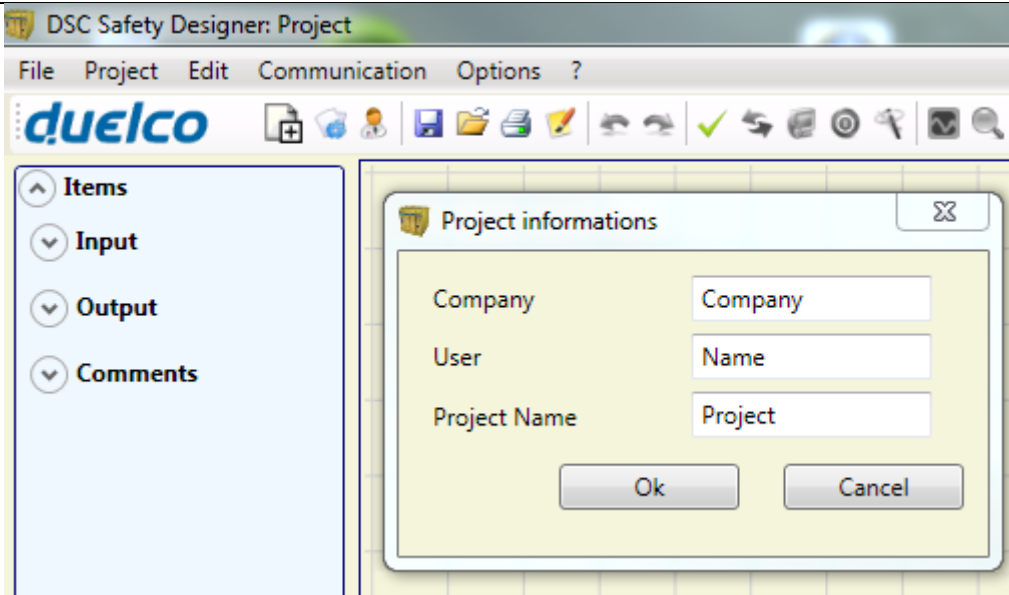 DSC Safety Designer: Project
File Project Edit Communication Options ?
duelco
Items
Input
Output
Comments
Project informations
Company Company
User Name
Project Name Project
Ok Cancel